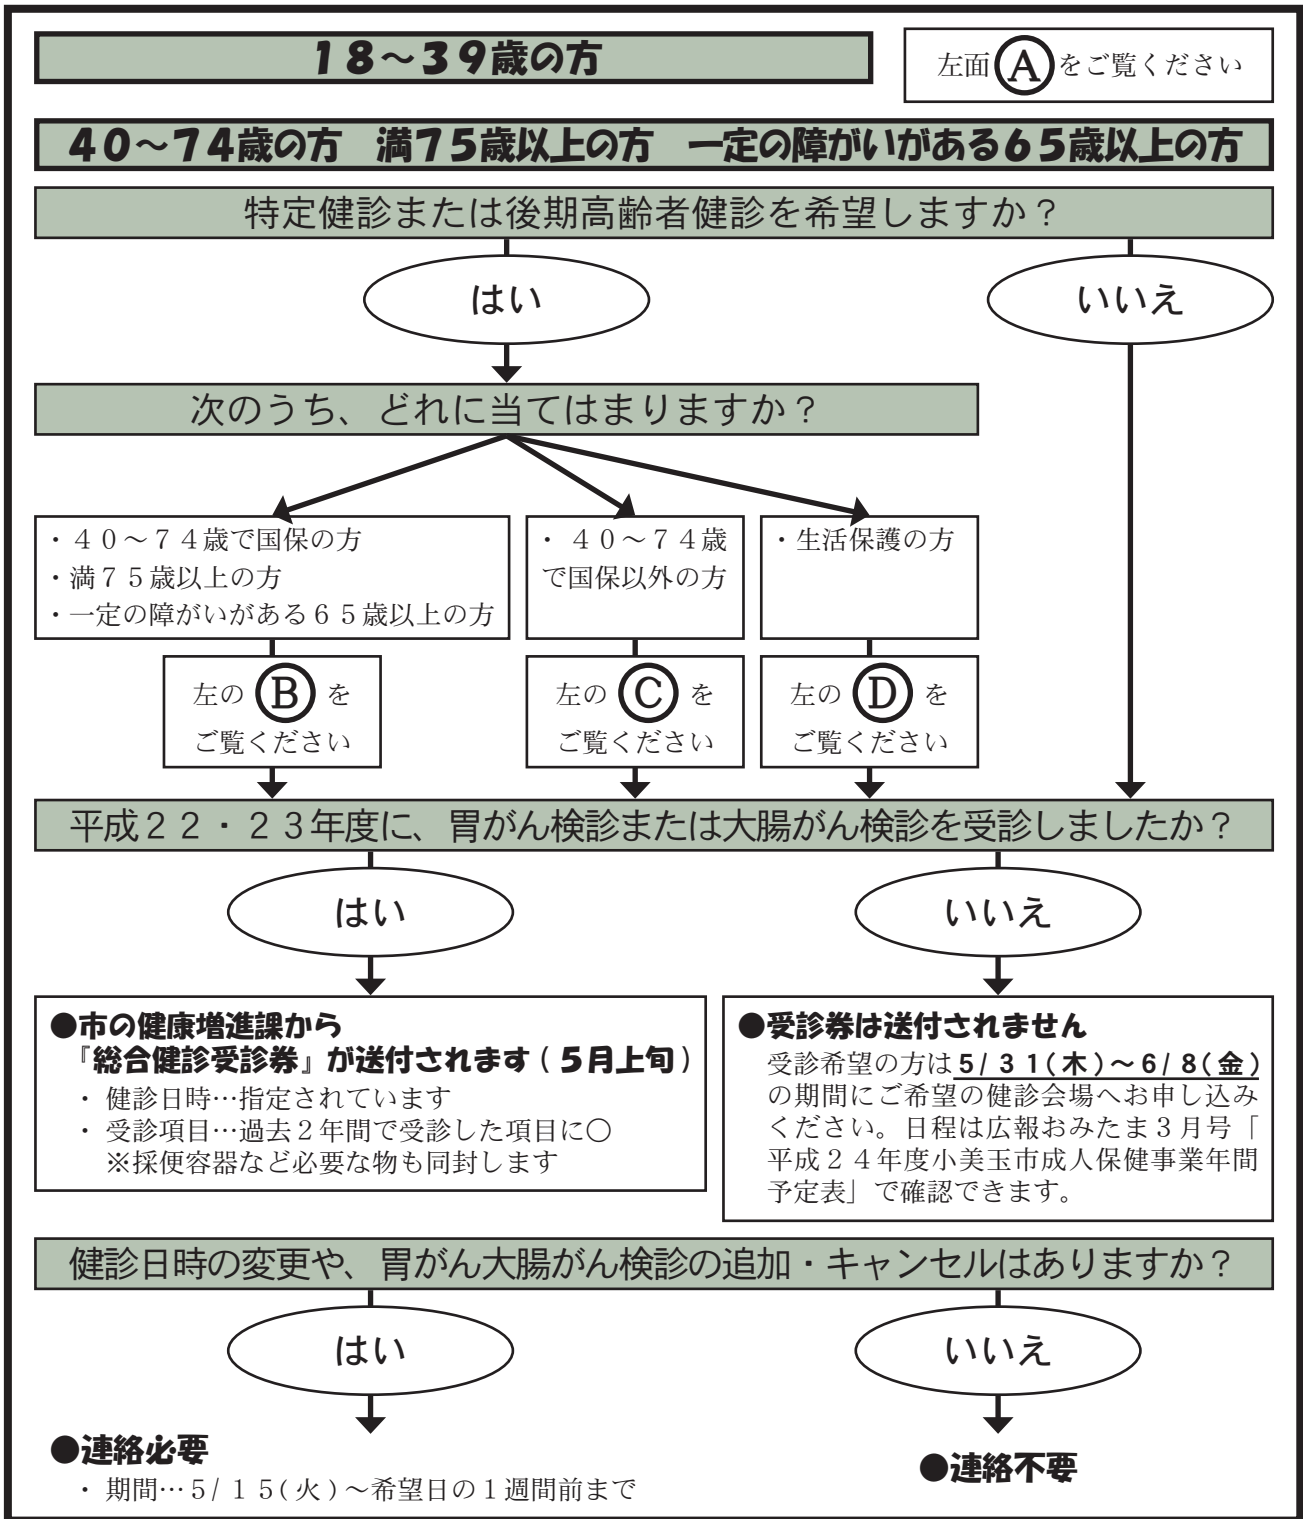 18～39歳の方
左面Ⓐをご覧ください
40～74歳の方　満75歳以上の方　一定の障がいがある65歳以上の方
特定健診または後期高齢者健診を希望しますか？
はい
いいえ
次のうち、どれに当てはまりますか？
・４０～７４歳で国保の方
・満７５歳以上の方
・一定の障がいがある６５歳以上の方
・４０～７４歳
で国保以外の方
・生活保護の方
左の Ⓑ を
ご覧ください
左の Ⓒ を
ご覧ください
左の Ⓓ を
ご覧ください
平成２２・２３年度に、胃がん検診または大腸がん検診を受診しましたか？
はい
いいえ
●市の健康増進課から
『総合健診受診券』が送付されます(５月上旬)
・健診日時…指定されています
・受診項目…過去２年間で受診した項目に〇
※採便容器など必要な物も同封します
●受診券は送付されません
受診希望の方は5/31(木)～6/8(金)
の期間にご希望の健診会場へお申し込み
ください。日程は広報おみたま３月号「
平成２４年度小美玉市成人保健事業年間
予定表」で確認できます。
健診日時の変更や、胃がん大腸がん検診の追加・キャンセルはありますか？
はい
いいえ
●連絡必要
・期間…5/15(火)～希望日の１週間前まで
●連絡不要